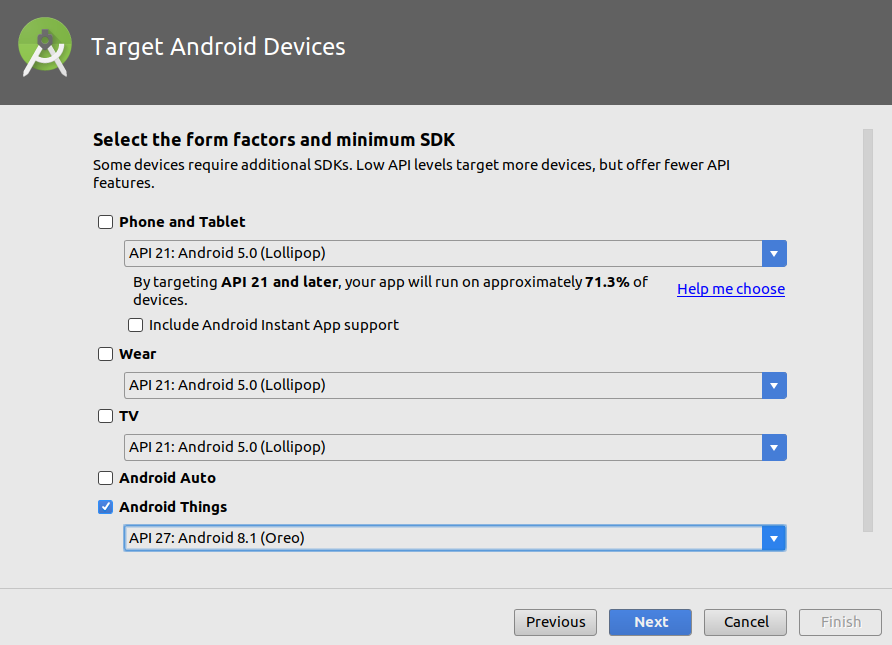 Target Android Devices
Select the form factors and minimum SDK
Some devices require additional SDKs. Low API levels target more devices, but offer fewer API
features.
Phone and Tablet
API 21: Android 5.0 (Lollipop)
By targeting API 21 and later, your app will run on approximately 71.3% of
devices.
Help me choose
Include Android Instant App support
Wear
API 21: Android 5.0 (Lollipop)
TV
API 21: Android 5.0 (Lollipop)
Android Auto
Android Things
API 27: Android 8.1 (Oreo)
Previous Next Cancel Finish